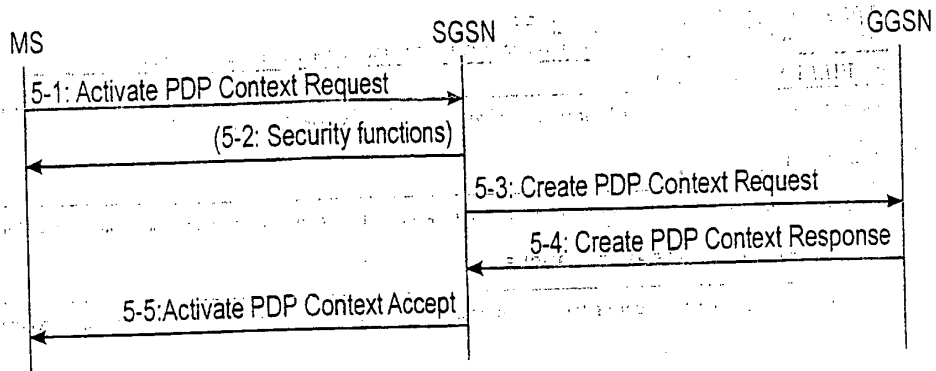 MS
SGSN
GGSN
5-1: Activate PDP Context Request
(5-2: Security functions)
5-3: Create PDP Context Request
5-4: Create PDP Context Response
5-5:Activate PDP Context Accept